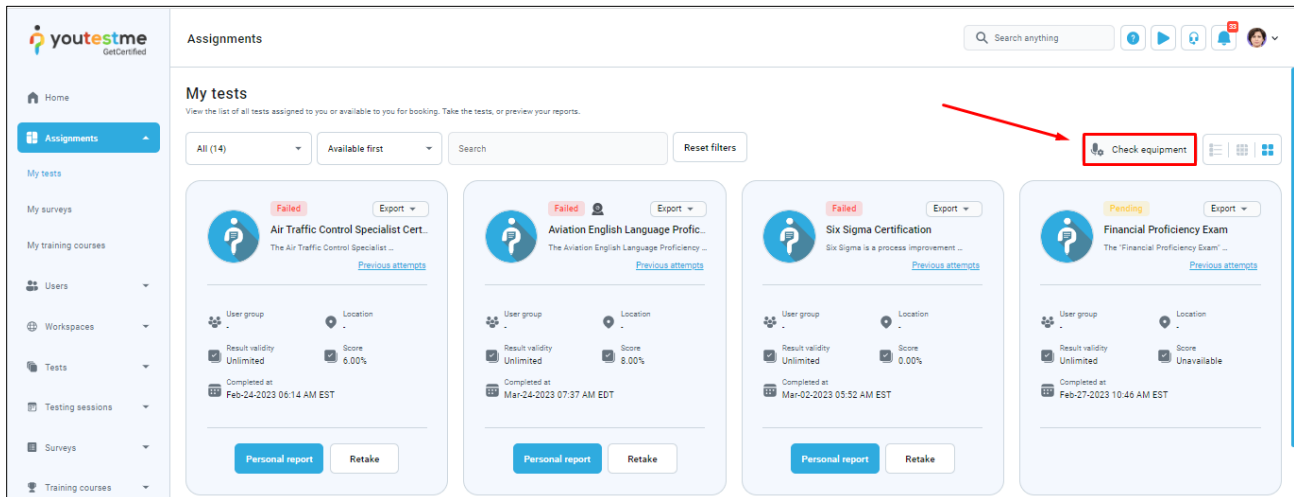 youtestme
GetCertified
Assignments
Search anything
?
33
Home
Assignments
My tests
My surveys
My training courses
Users
Workspaces
Tests
Testing sessions
Surveys
Training courses
My tests
View the list of all tests assigned to you or available to you for booking. Take the tests, or preview your reports.
All (14)
Available first
Search
Reset filters
Check equipment
Failed
Export
Air Traffic Control Specialist Cert..
The Air Traffic Control Specialist ...
Previous attempts
User group
-
Location
-
Result validity
Unlimited
Score
6.00%
Completed at
Feb-24-2023 06:14 AM EST
Personal report
Retake
Failed
Export
Aviation English Language Profic..
The Aviation English Language Proficiency ...
Previous attempts
User group
-
Location
-
Result validity
Unlimited
Score
8.00%
Completed at
Mar-24-2023 07:37 AM EDT
Personal report
Retake
Failed
Export
Six Sigma Certification
Six Sigma is a process improvement ...
Previous attempts
User group
-
Location
-
Result validity
Unlimited
Score
0.00%
Completed at
Mar-02-2023 05:52 AM EST
Personal report
Retake
Pending
Export
Financial Proficiency Exam
The "Financial Proficiency Exam" ...
Previous attempts
User group
-
Location
-
Result validity
Unlimited
Score
Unavailable
Completed at
Feb-27-2023 10:46 AM EST